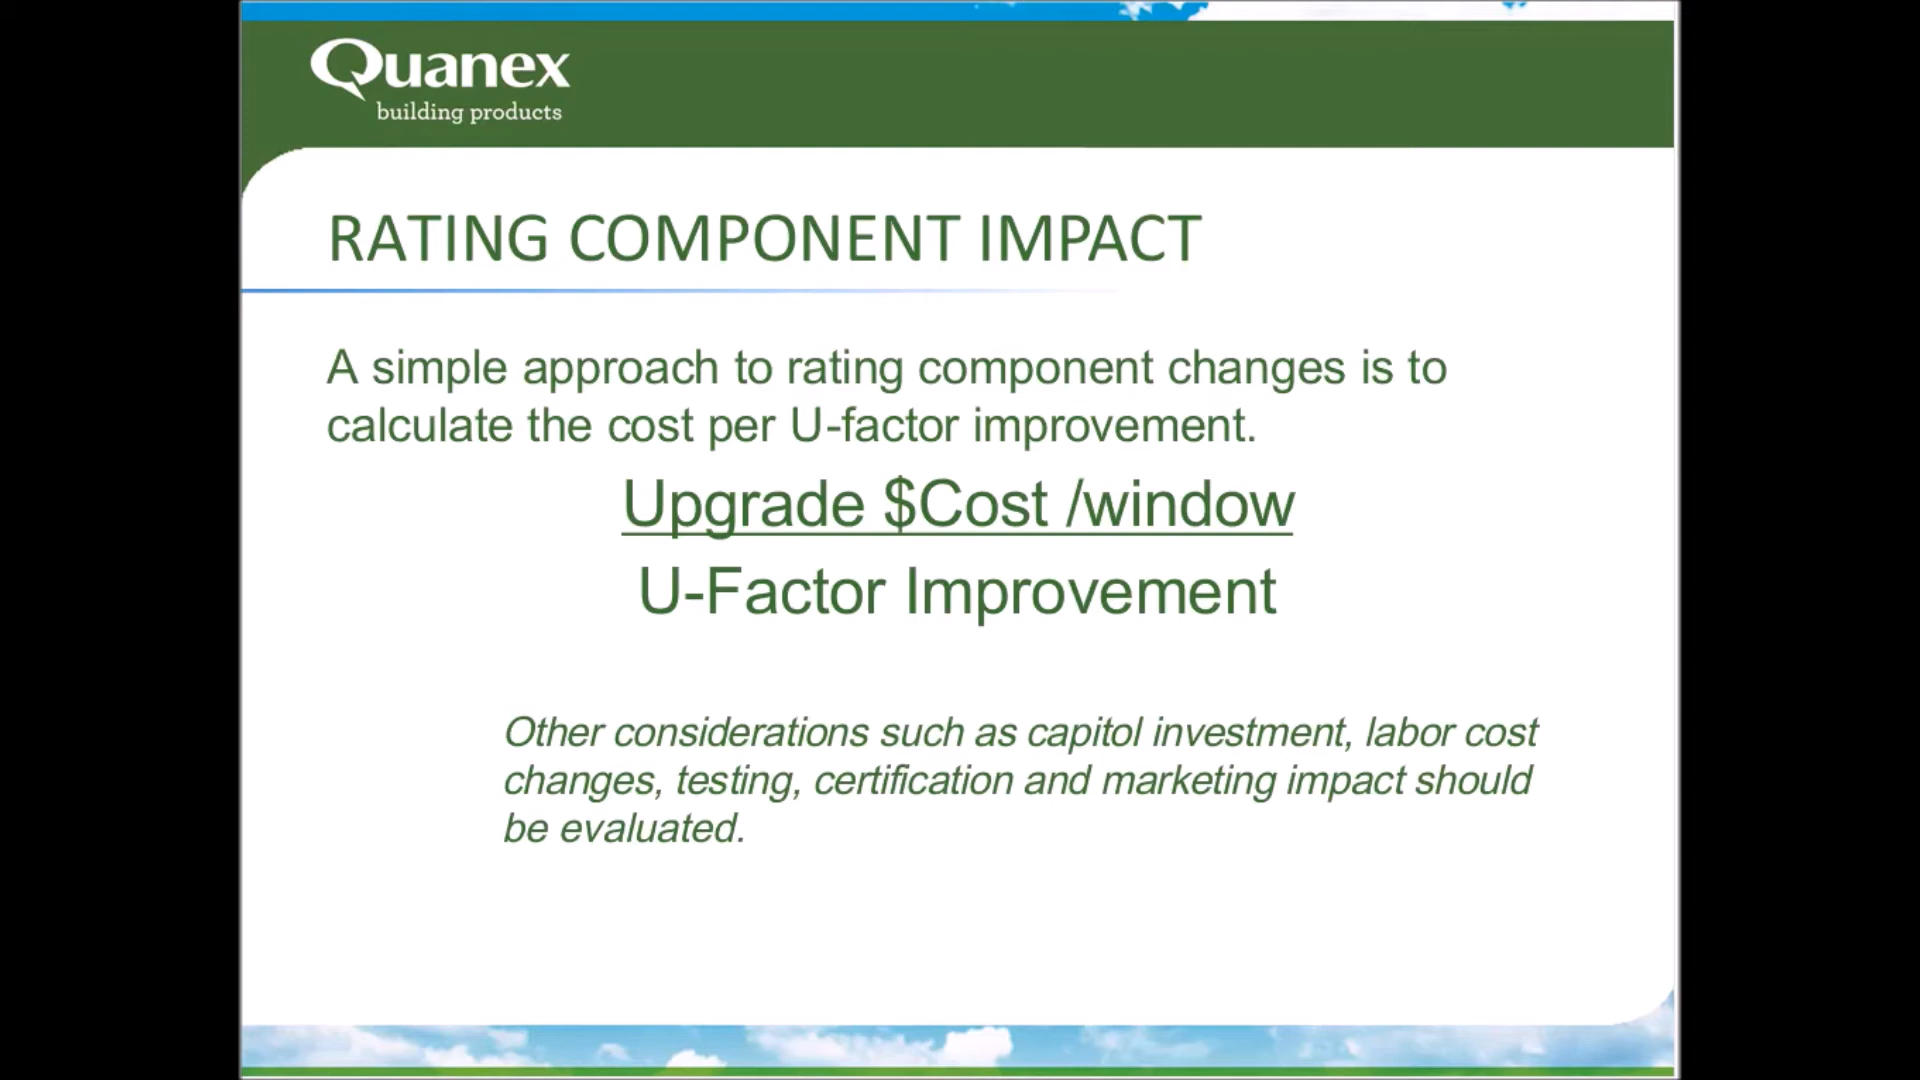 Quanex
building products
RATING COMPONENT IMPACT
A simple approach to rating component changes is to
calculate the cost per U-factor improvement.
Upgrade $Cost /window
U-Factor Improvement
Other considerations such as capitol investment, labor cost
changes, testing, certification and marketing impact should
be evaluated.